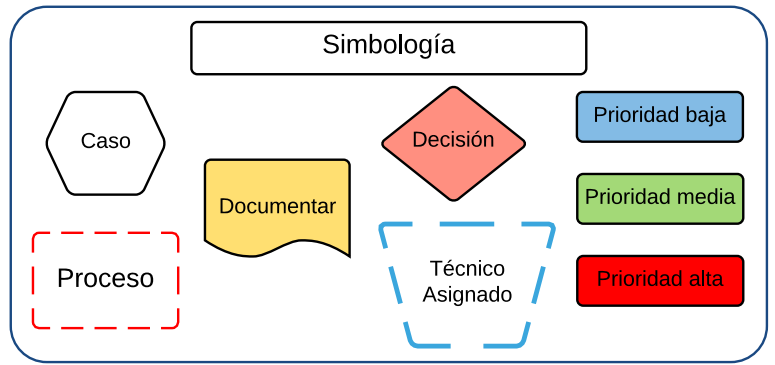 Simbología
Caso
Decisión
Prioridad baja
Documentar
Prioridad media
Proceso
Técnico
Asignado
Prioridad alta